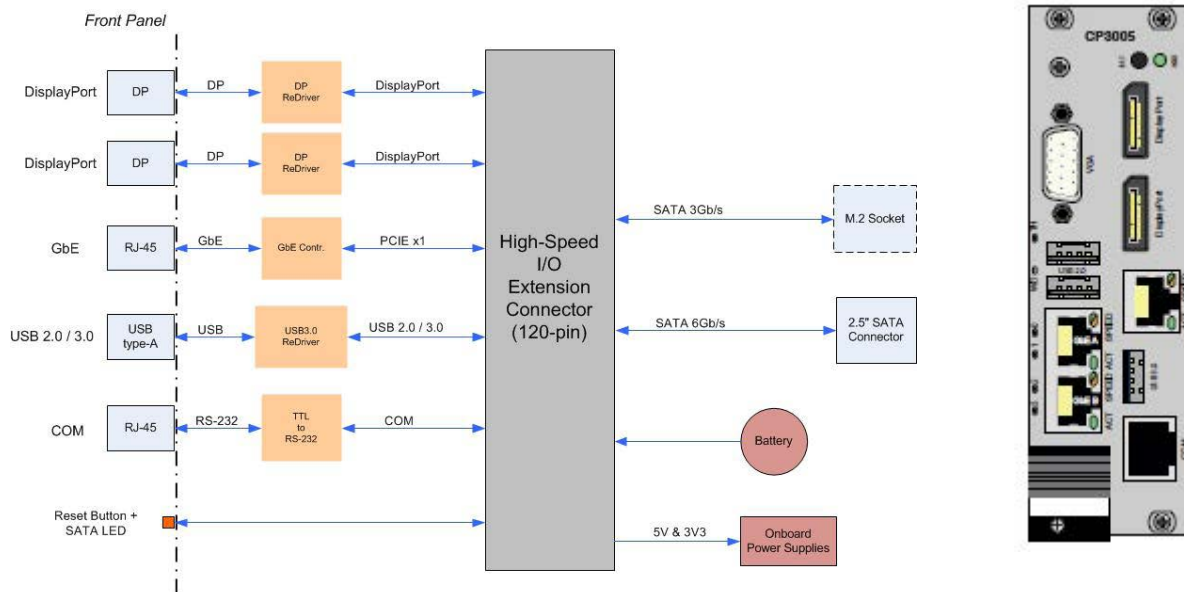 Front Panel
DisplayPort
DP
DP
DP
ReDriver
DisplayPort
DisplayPort
DP
DP
DP
ReDriver
DisplayPort
GbE
RJ-45
GbE
GbE Contr.
PCIE x1
USB 2.0 / 3.0
USB
type-A
USB
USB3.0
ReDriver
USB 2.0 / 3.0
COM
RJ-45
RS-232
TTL
to
RS-232
COM
Reset Button +
SATA LED
High-Speed
I/O
Extension
Connector
(120-pin)
SATA 3Gb/s
M.2 Socket
SATA 6Gb/s
2.5" SATA
Connector
Battery
5V & 3V3
Onboard
Power Supplies
CP3005
DisplayPort
VGA
DisplayPort
USB 2.0
SPEED
ACT
SPEED
ACT